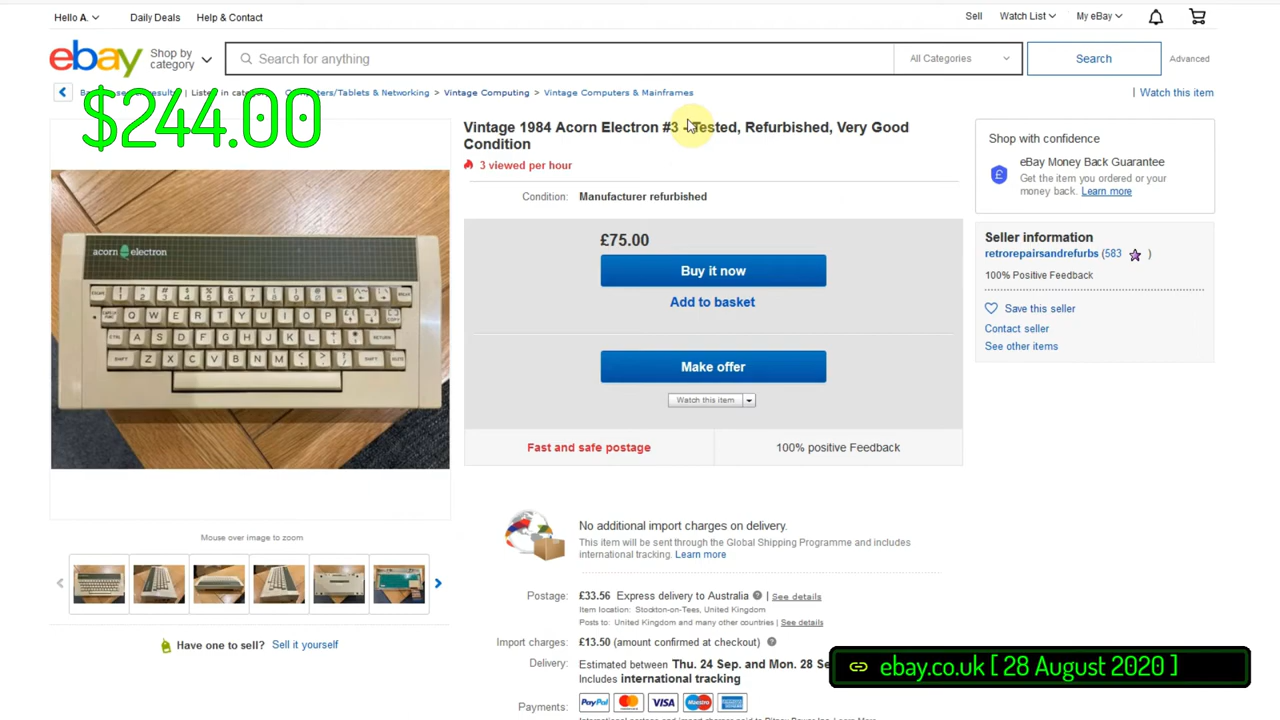 Hello A.
Daily Deals
Help & Contact
Sell
Watch List
My eBay
ebay
Shop by
category
Search for anything
All Categories
Search
Advanced
Computers/Tablets & Networking > Vintage Computing > Vintage Computers & Mainframes
| Watch this item
$244.00
Vintage 1984 Acorn Electron #3 - Tested, Refurbished, Very Good
Condition
3 viewed per hour
Condition: Manufacturer refurbished
£75.00
Buy it now
Add to basket
Make offer
Watch this item
Fast and safe postage
100% positive Feedback
Shop with confidence
eBay Money Back Guarantee
Get the item you ordered or your
money back. Learn more
Seller information
retrorepairsandrefurbs (583 )
100% Positive Feedback
Save this seller
Contact seller
See other items
acorn electron
Q W E R T Y U I O P
A S D F G H J K L
RETURN
SHIFT Z X C V B N M SHIFT
Mouse over image to zoom
Have one to sell? Sell it yourself
No additional import charges on delivery.
This item will be sent through the Global Shipping Programme and includes
international tracking. Learn more
Postage: £33.56 Express delivery to Australia | See details
Item location: Stockton-on-Tees, United Kingdom
Posts to: United Kingdom and many other countries | See details
Import charges: £13.50 (amount confirmed at checkout)
Delivery: Estimated between Thu. 24 Sep. and Mon. 28 Se
Includes international tracking
Payments: PayPal VISA Maestro
ebay.co.uk [ 28 August 2020 ]